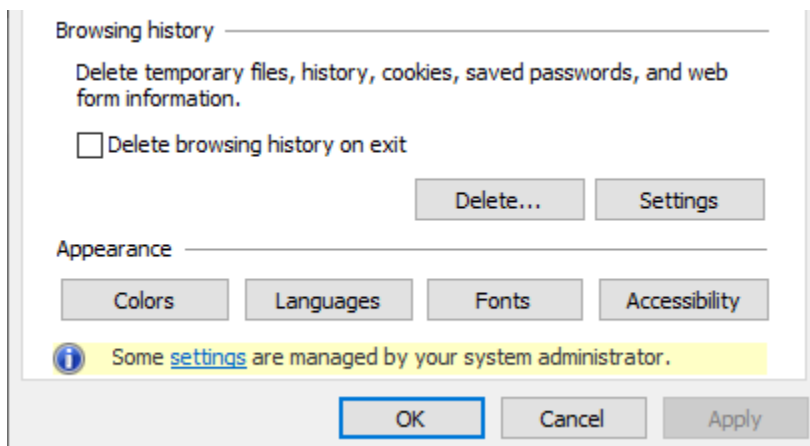 Browsing history
Delete temporary files, history, cookies, saved passwords, and web
form information.
Delete browsing history on exit
Delete... Settings
Appearance
Colors Languages Fonts Accessibility
Some settings are managed by your system administrator.
OK Cancel Apply